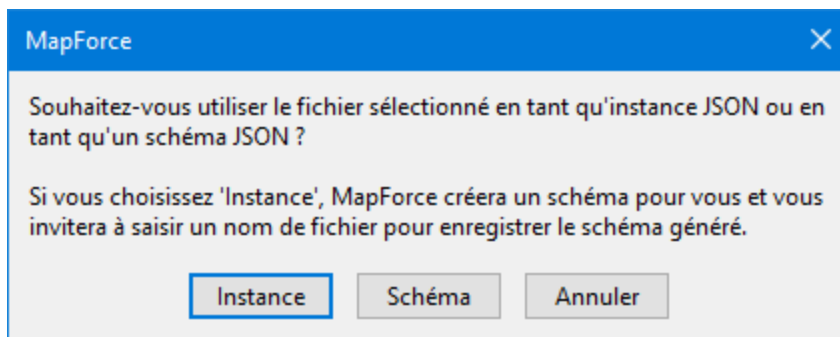 MapForce
Souhaitez-vous utiliser le fichier sélectionné en tant qu'instance JSON ou en
tant qu'un schéma JSON ?
Si vous choisissez 'Instance', MapForce créera un schéma pour vous et vous
invitera à saisir un nom de fichier pour enregistrer le schéma généré.
Instance Schéma Annuler